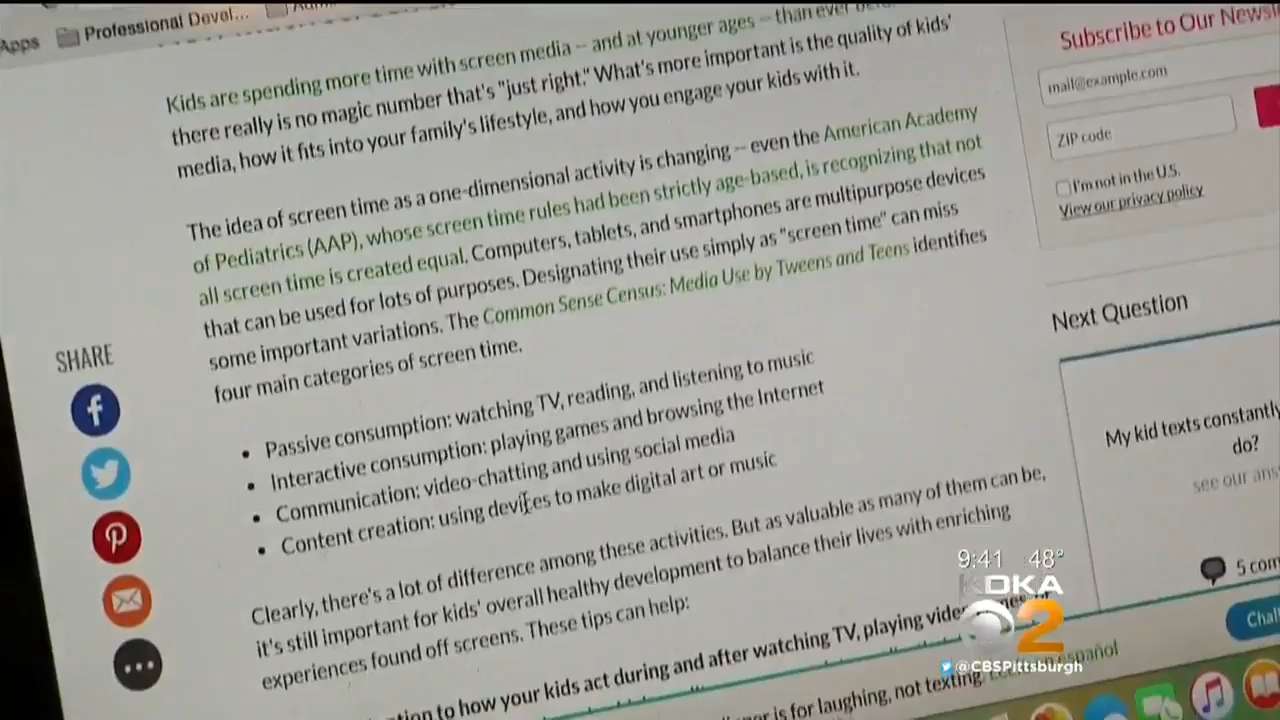 Apps
Professional Devel...
Kids are spending more time with screen media -- and at younger ages -- than ever
there really is no magic number that's "just right." What's more important is the quality of kids'
media, how it fits into your family's lifestyle, and how you engage your kids with it.
The idea of screen time as a one-dimensional activity is changing -- even the American Academy
of Pediatrics (AAP), whose screen time rules had been strictly age-based, is recognizing that not
all screen time is created equal. Computers, tablets, and smartphones are multipurpose devices
that can be used for lots of purposes. Designating their use simply as "screen time" can miss
some important variations. The Common Sense Census: Media Use by Tweens and Teens identifies
four main categories of screen time.
• Passive consumption: watching TV, reading, and listening to music
• Interactive consumption: playing games and browsing the Internet
• Communication: video-chatting and using social media
• Content creation: using devices to make digital art or music
Clearly, there's a lot of difference among these activities. But as valuable as many of them can be,
it's still important for kids' overall healthy development to balance their lives with enriching
experiences found off screens. These tips can help:
to how your kids act during and after watching TV, playing
is for laughing, not texting.
español
SHARE
Subscribe to Our
mail@example.com
ZIP code
I'm not in the U.S.
View our privacy policy
Next Question
My kid texts constantly
do?
see our
5
9:41 48°
KDKA
2
@CBSPittsburgh